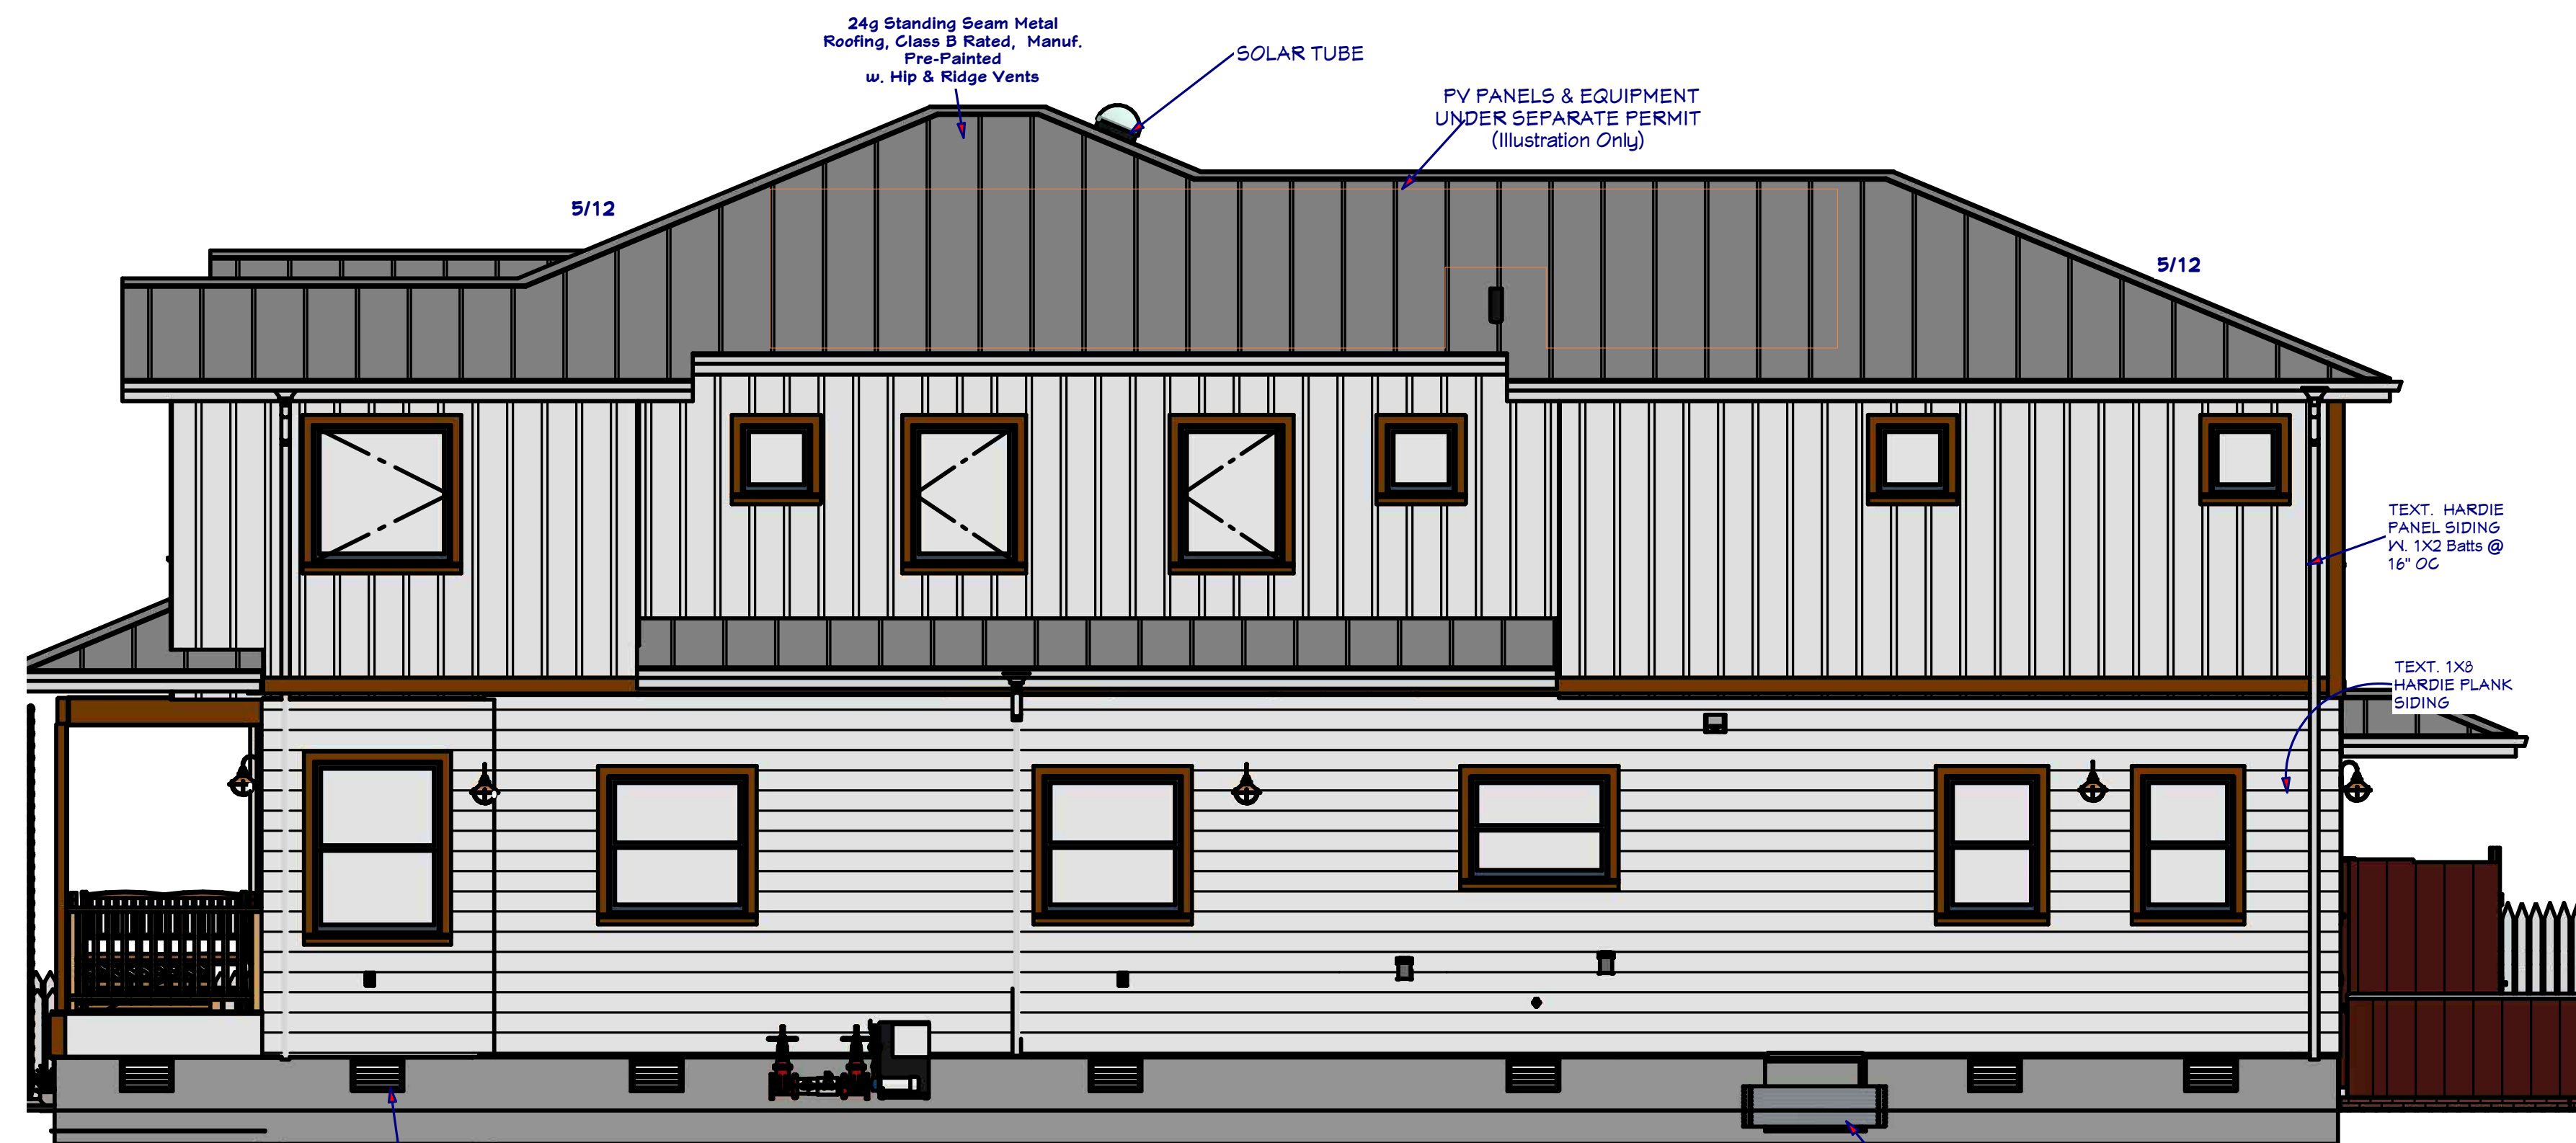 24g Standing Seam Metal
Roofing, Class B Rated, Manuf.
Pre-Painted
w. Hip & Ridge Vents
SOLAR TUBE
PV PANELS & EQUIPMENT
UNDER SEPARATE PERMIT
(Illustration Only)
5/12
5/12
TEXT. HARDIE
PANEL SIDING
W. 1X2 Batts @
16" OC
TEXT. 1X8
HARDIE PLANK
SIDING